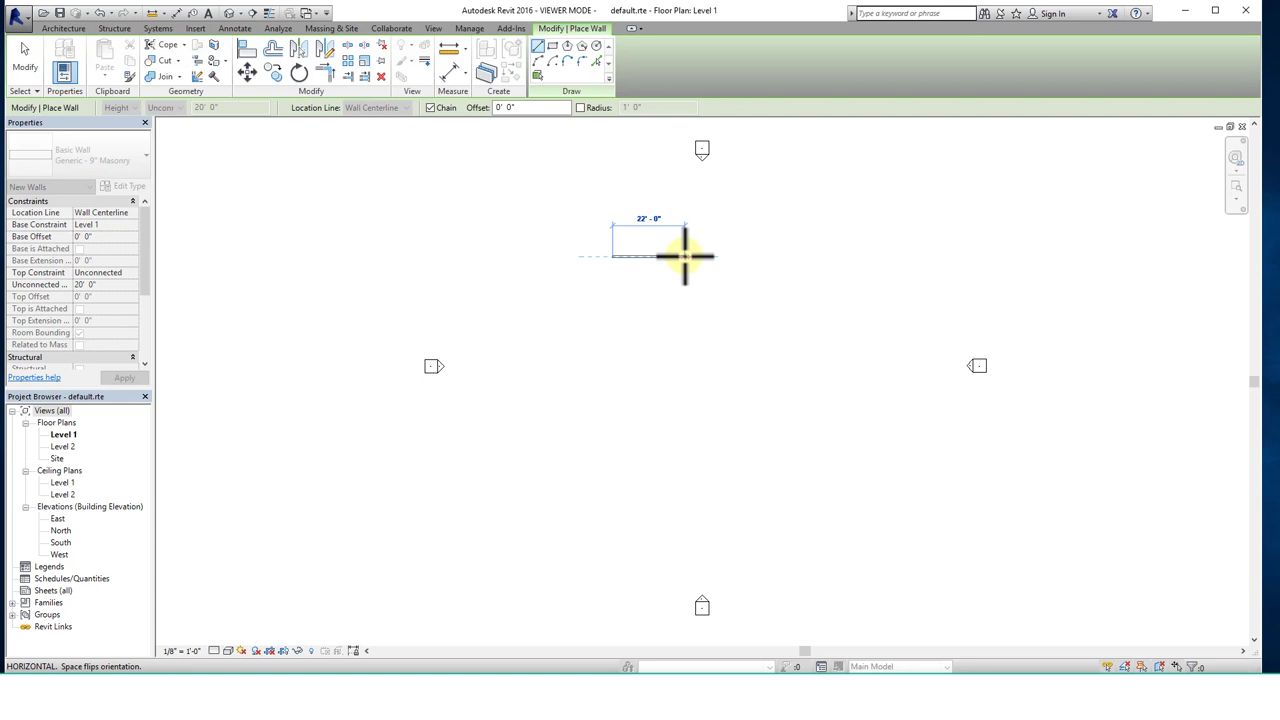 Autodesk Revit 2016 - VIEWER MODE - default.rte - Floor Plan: Level 1
Type a keyword or phrase
Sign In
Architecture Structure Systems Insert Annotate Analyze Massing & Site Collaborate View Manage Add-Ins Modify | Place Wall
Modify
Paste
Cope
Cut
Join
Select Properties Clipboard Geometry Modify View Measure Create Draw
Modify | Place Wall Height Unconr 20' 0" Location Line: Wall Centerline Chain Offset: 0' 0" Radius: 1' 0"
Properties
Basic Wall
Generic - 9" Masonry
New Walls Edit Type
Constraints
Location Line Wall Centerline
Base Constraint Level 1
Base Offset 0' 0"
Base is Attached
Base Extension ... 0' 0"
Top Constraint Unconnected
Unconnected ... 20' 0"
Top Offset 0' 0"
Top is Attached
Top Extension ... 0' 0"
Room Bounding
Related to Mass
Structural
Properties help Apply
Project Browser - default.rte
Views (all)
Floor Plans
Level 1
Level 2
Site
Ceiling Plans
Level 1
Level 2
Elevations (Building Elevation)
East
North
South
West
Legends
Schedules/Quantities
Sheets (all)
Families
Groups
Revit Links
22' - 0"
1/8" = 1'-0"
HORIZONTAL. Space flips orientation.
:0
Main Model
:0